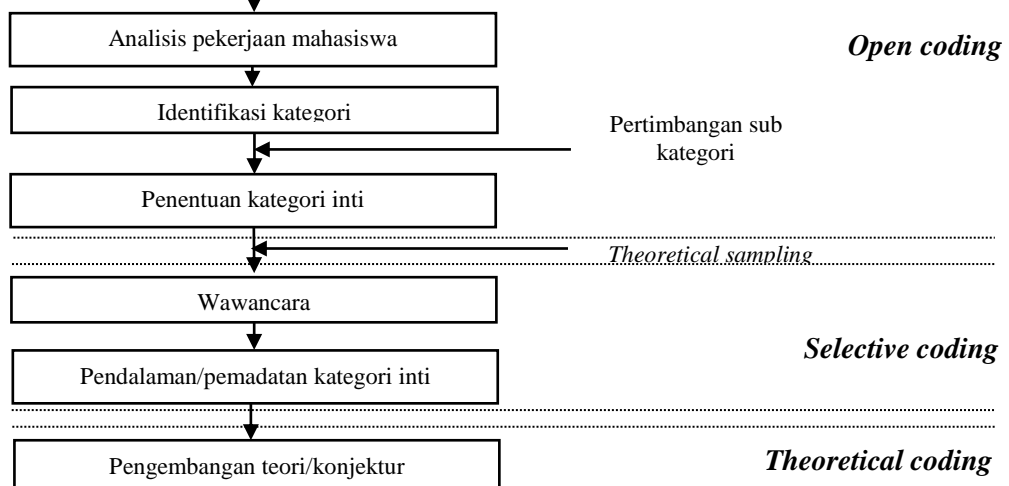 Analisis pekerjaan mahasiswa
Open coding
Identifikasi kategori
Pertimbangan sub
kategori
Penentuan kategori inti
Theoretical sampling
Wawancara
Selective coding
Pendalaman/pemadatan kategori inti
Pengembangan teori/konjektur
Theoretical coding